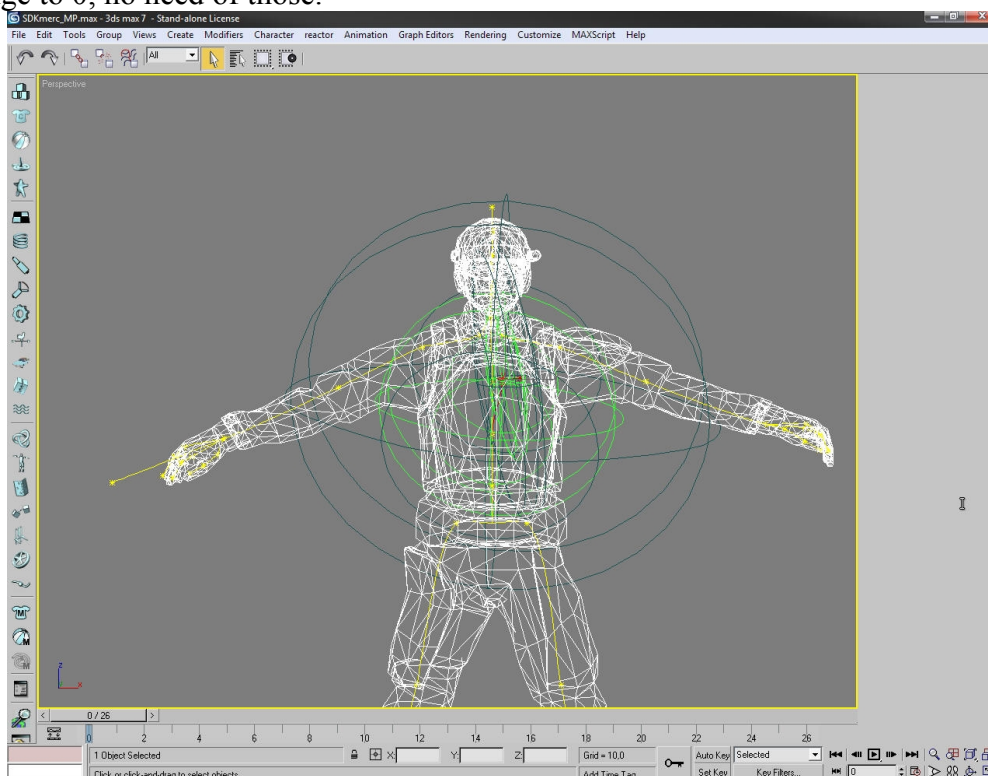 ge to 0, no need of those.
SDKmerc_MP.max - 3ds max 7 - Stand-alone License
File Edit Tools Group Views Create Modifiers Character reactor Animation Graph Editors Rendering Customize MAXScript Help
All
Perspective
z
x
0 / 26
0 2 4 6 8 10 12 14 16 18 20 22 24 26
1 Object Selected X: Y: Z: Grid = 10,0 Auto Key Selected
Click or click-and-drag to select objects Add Time Tag Set Key Key Filters... 0